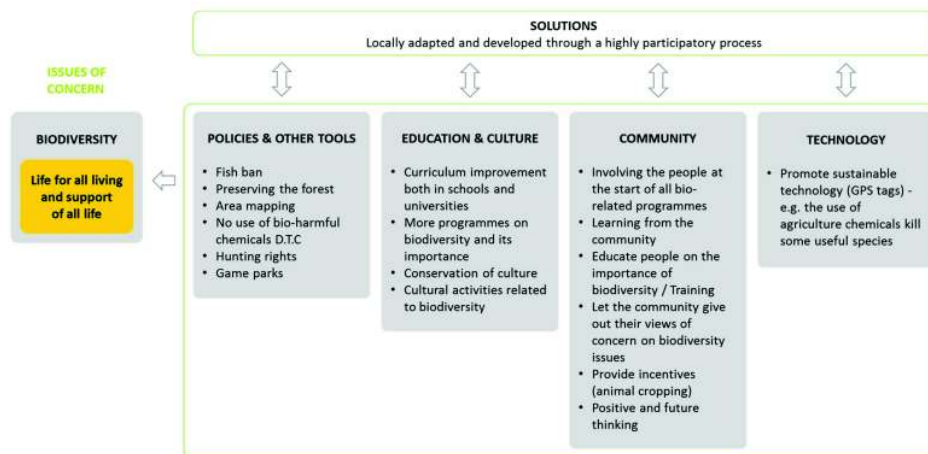 SOLUTIONS
Locally adapted and developed through a highly participatory process
ISSUES OF
CONCERN
BIODIVERSITY
Life for all living
and support
of all life
POLICIES & OTHER TOOLS
• Fish ban
• Preserving the forest
• Area mapping
• No use of bio-harmful
chemicals D.T.C
• Hunting rights
• Game parks
EDUCATION & CULTURE
• Curriculum improvement
both in schools and
universities
• More programmes on
biodiversity and its
importance
• Conservation of culture
• Cultural activities related
to biodiversity
COMMUNITY
• Involving the people at
the start of all bio-
related programmes
• Learning from the
community
• Educate people on the
importance of
biodiversity / Training
• Let the community give
out their views of
concern on biodiversity
issues
• Provide incentives
(animal cropping)
• Positive and future
thinking
TECHNOLOGY
• Promote sustainable
technology (GPS tags) -
e.g. the use of
agriculture chemicals kill
some useful species